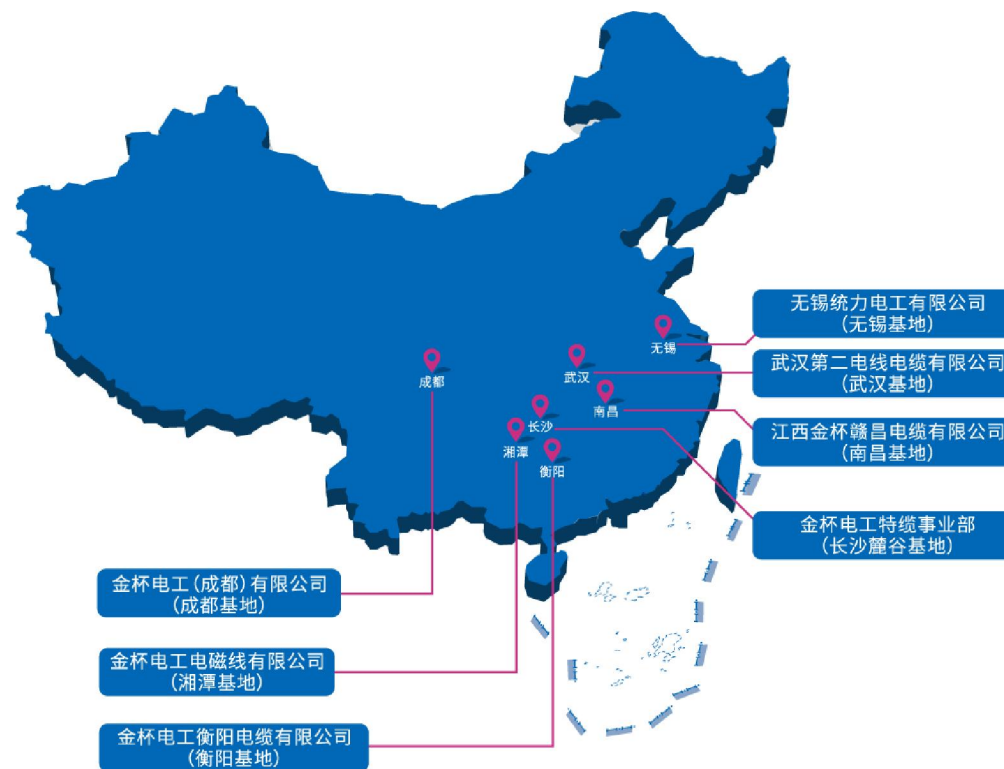 无锡统力电工有限公司
(无锡基地)
无锡
武汉第二电线电缆有限公司
(武汉基地)
武汉
成都
南昌
江西金杯赣昌电缆有限公司
(南昌基地)
长沙
湘潭
衡阳
金杯电工特缆事业部
(长沙麓谷基地)
金杯电工(成都)有限公司
(成都基地)
金杯电工电磁线有限公司
(湘潭基地)
金杯电工衡阳电缆有限公司
(衡阳基地)